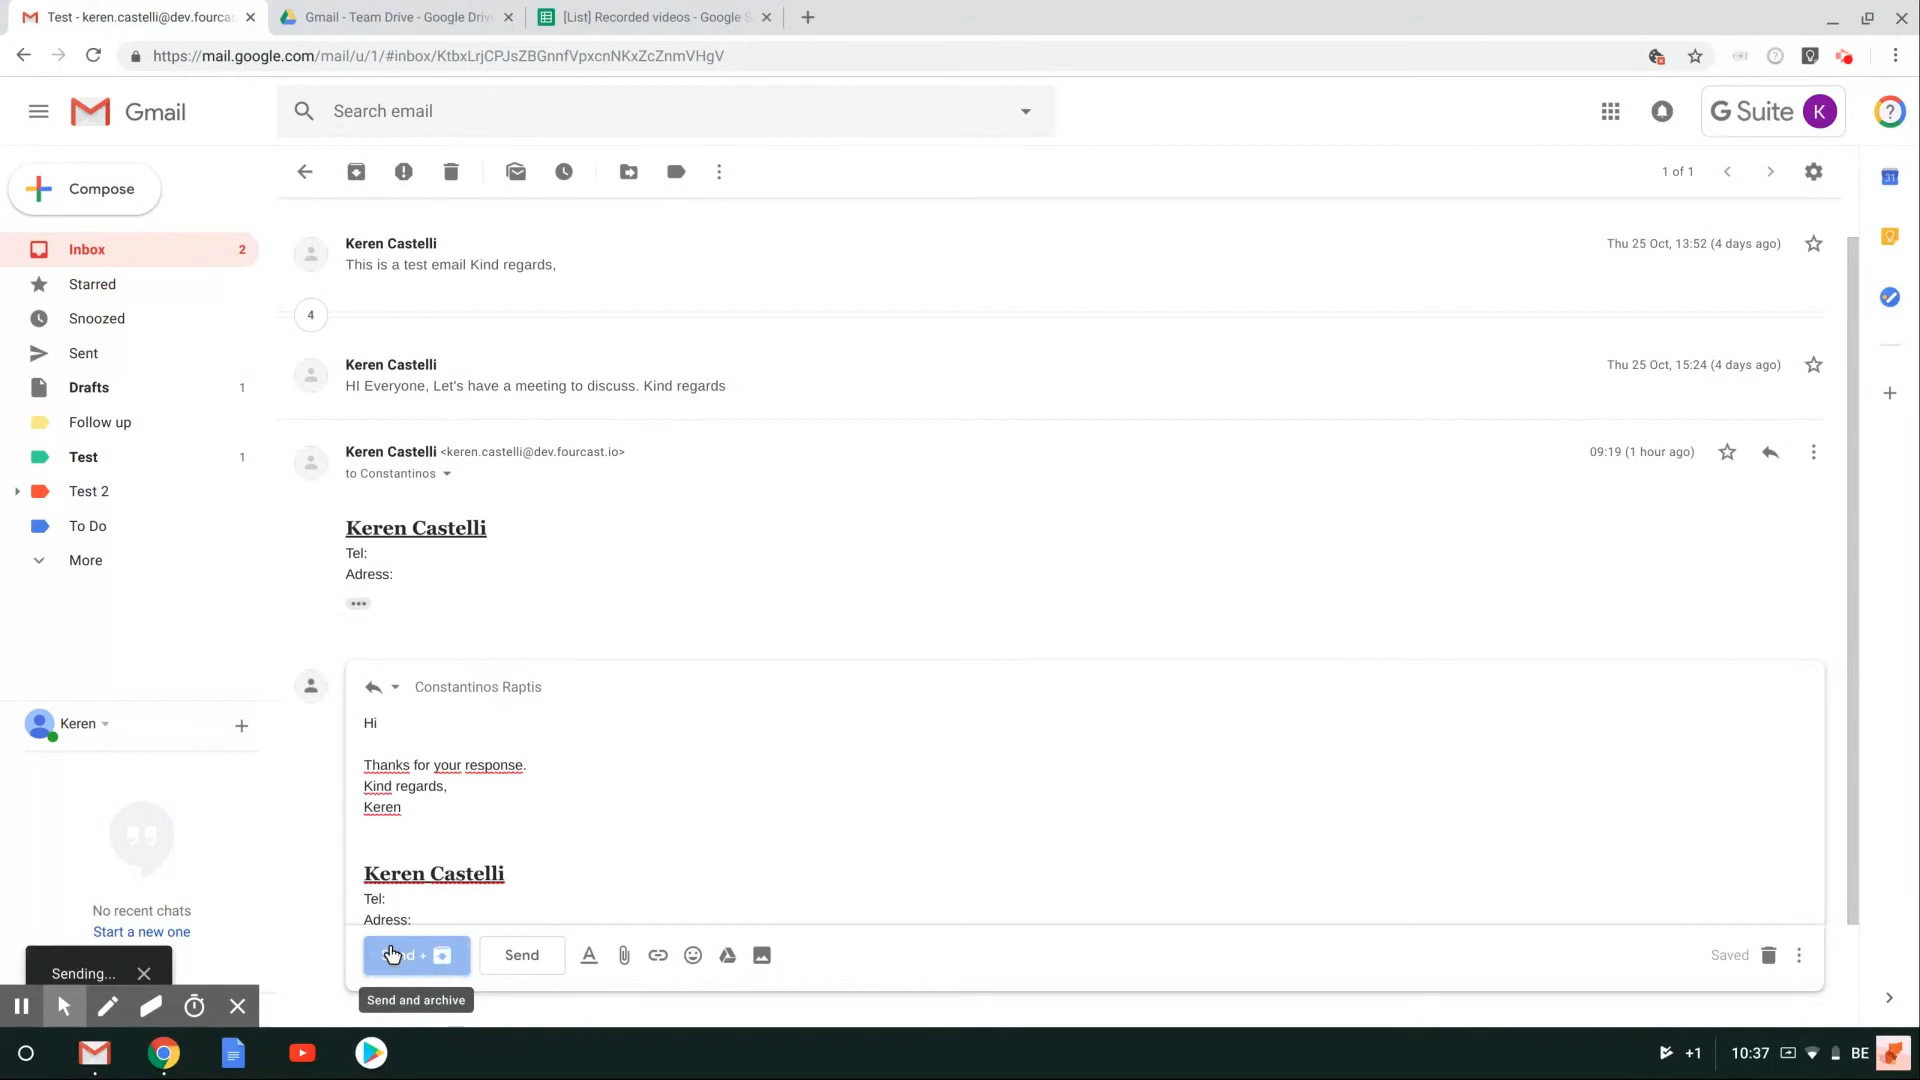 Test - keren.castelli@dev.fourcas
Gmail - Team Drive - Google Driv
[List] Recorded videos - Google S
https://mail.google.com/mail/u/1/#inbox/KtbxLrjCPJsZBGnnfVpxcnNKxZcZnmVHgV
Gmail
Search email
G Suite
K
?
Compose
1 of 1
31
Inbox
2
Starred
Snoozed
Sent
Drafts
1
Follow up
Test
1
Test 2
To Do
More
Keren Castelli
Thu 25 Oct, 13:52 (4 days ago)
This is a test email Kind regards,
4
Keren Castelli
Thu 25 Oct, 15:24 (4 days ago)
HI Everyone, Let's have a meeting to discuss. Kind regards
Keren Castelli <keren.castelli@dev.fourcast.io>
09:19 (1 hour ago)
to Constantinos
Keren Castelli
Tel:
Adress:
Constantinos Raptis
Hi
Thanks for your response.
Kind regards,
Keren
Keren Castelli
Tel:
Adress:
Keren
No recent chats
Start a new one
Sending...
Send
Saved
Send and archive
+1
10:37
BE